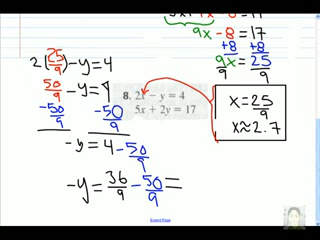 9x - 8 = 17
+8 +8
9x/9 = 25/9
x = 25/9
x ≈ 2.7
2(25/9) - y = 4
50/9 - y = 4
-50/9 -50/9
-y = 4 - 50/9
-y = 36/9 - 50/9 =
8. 2x − y = 4
5x + 2y = 17